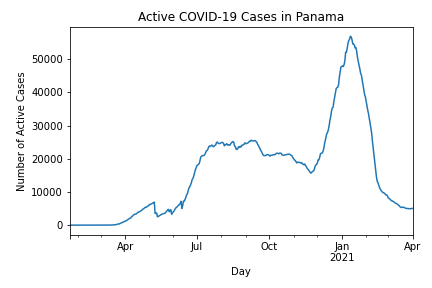 Active COVID-19 Cases in Panama
Number of Active Cases
50000
40000
30000
20000
10000
0
Apr
Jul
Oct
Jan
2021
Apr
Day